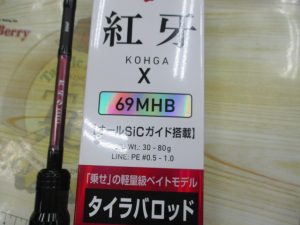 紅牙
KOHGA
X
69MHB
【オールSiCガイド搭載】
Wt.: 30 - 80g
LINE: PE #0.5 - 1.0
「乗せ」の軽量級ベイトモデル
タイラバロッド
Berry